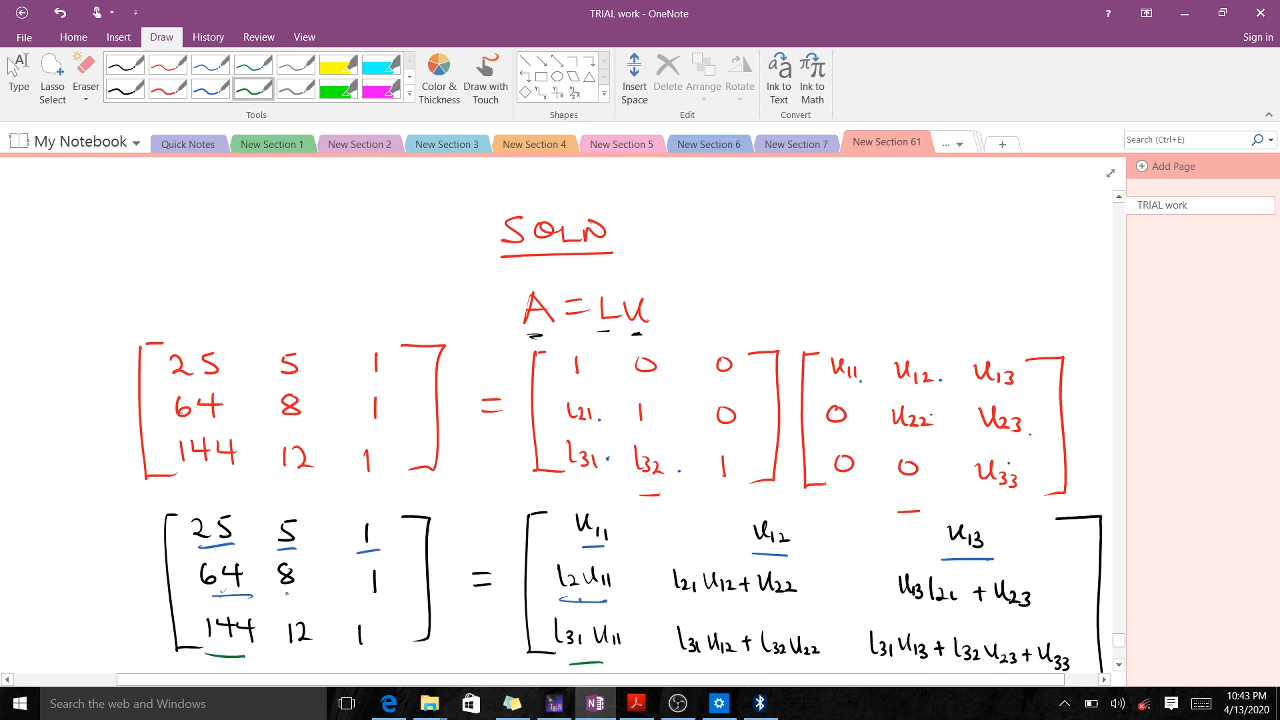 TRIAL work - OneNote
File Home Insert Draw History Review View
Sign in
Type
Lasso Select
Eraser
Color & Thickness
Draw with Touch
Insert Space
Delete
Arrange
Rotate
Ink to Text
Ink to Math
Tools
Shapes
Edit
Convert
My Notebook
Quick Notes
New Section 1
New Section 2
New Section 3
New Section 4
New Section 5
New Section 6
New Section 7
New Section 61
...
Search (Ctrl+E)
Add Page
TRIAL work
SOLN
A = LU
25 5 1 1 0 0 u11 u12 u13
64 8 1 = l21 1 0 0 u22 u23
144 12 1 l31 l32 1 0 0 u33
25 5 1 u11 u12 u13
64 8 1 = l2u11 l21 u12 + u22 u13 l21 + u23
144 12 1 l31 u11 l31 u12 + l32 u22 l31 u13 + l32 u23 + u33
Search the web and Windows
10:43 PM
4/13/2020